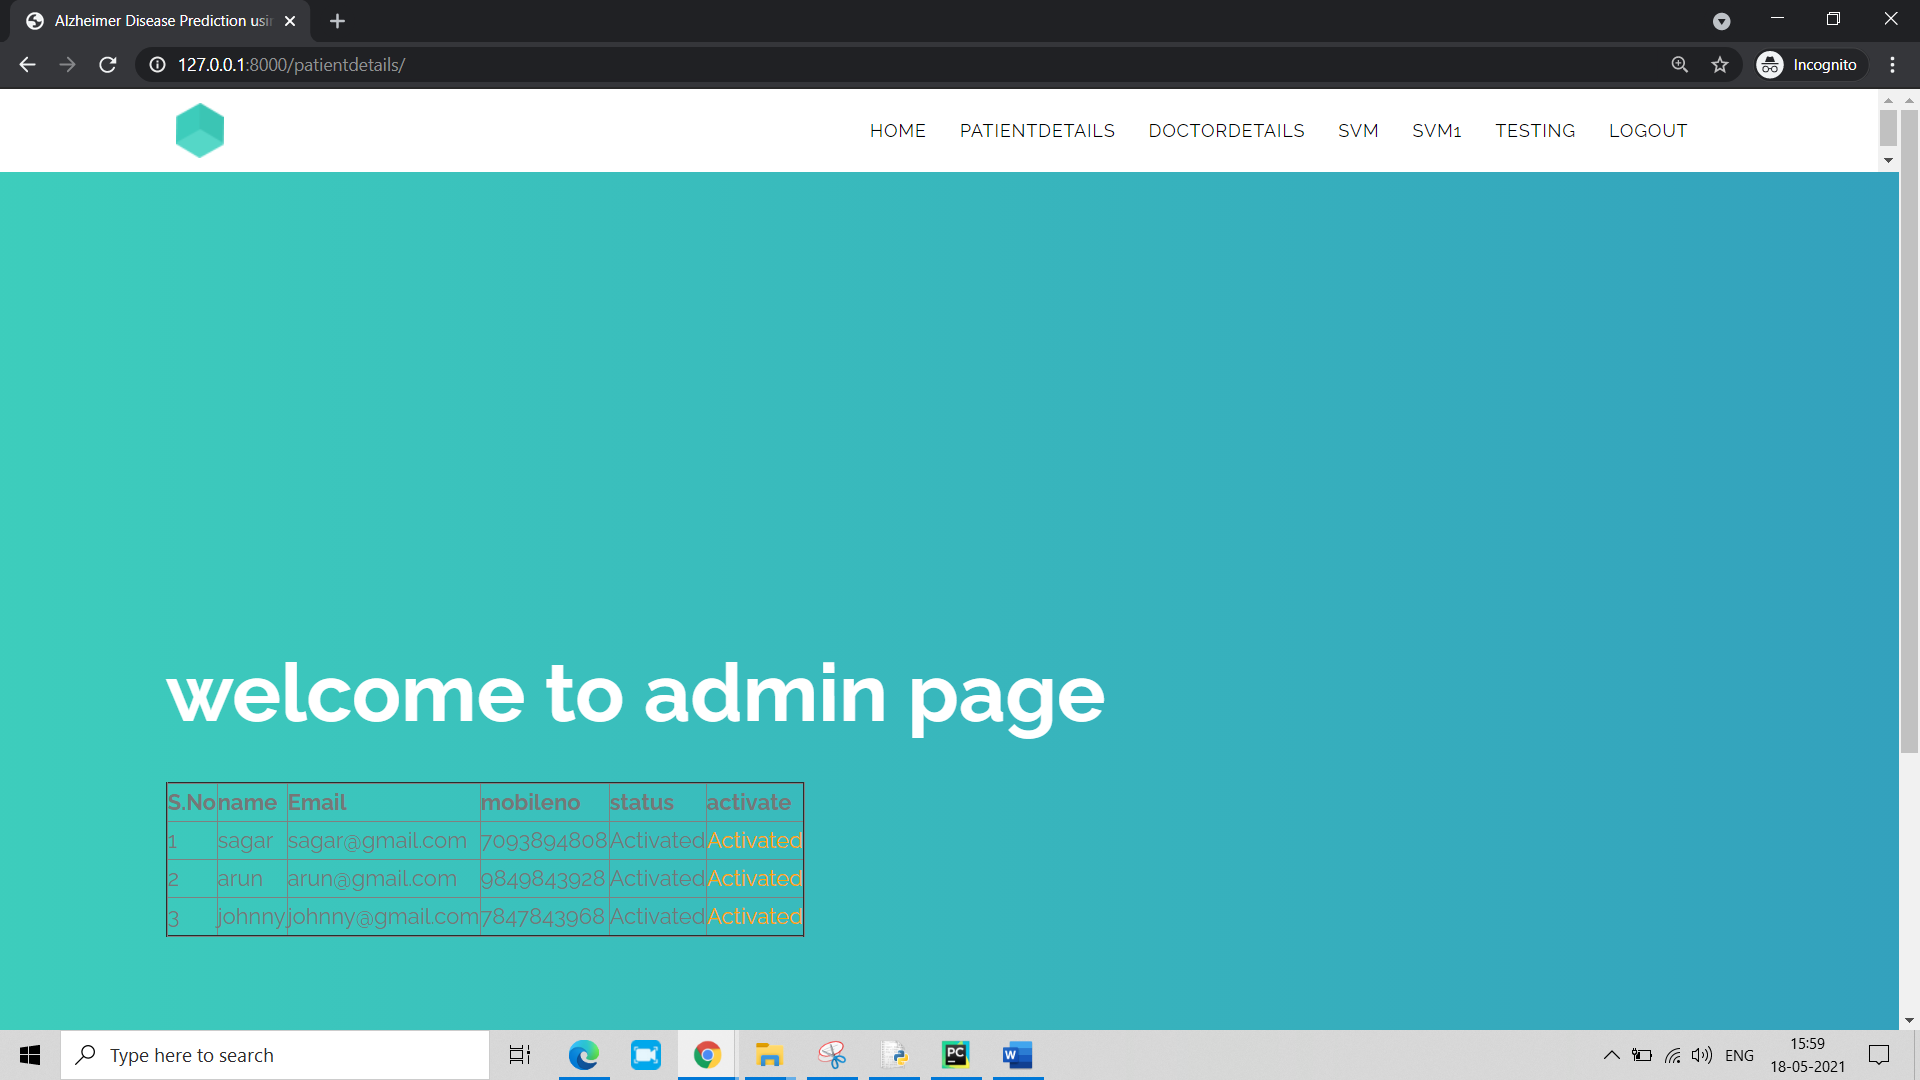 Alzheimer Disease Prediction usin
127.0.0.1:8000/patientdetails/
Incognito
HOME PATIENTDETAILS DOCTORDETAILS SVM SVM1 TESTING LOGOUT
welcome to admin page
S.No name Email mobileno status activate
1 sagar sagar@gmail.com 7093894808 Activated Activated
2 arun arun@gmail.com 9849843928 Activated Activated
3 johnny johnny@gmail.com 7847843968 Activated Activated
Type here to search
PC
W
ENG
15:59
18-05-2021